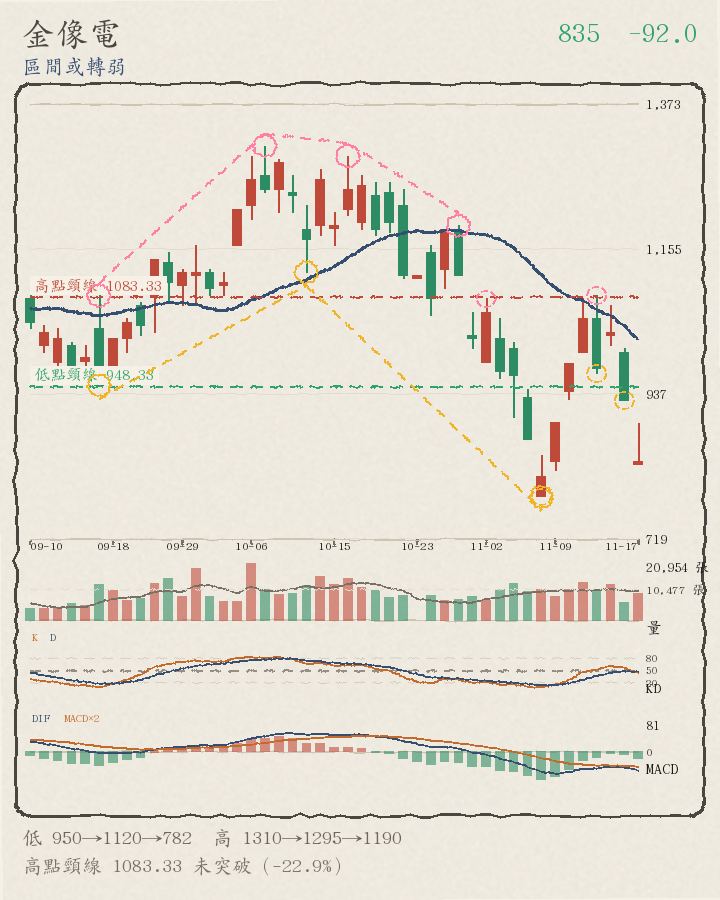 金像電
835 -92.0
區間或轉弱
1,373
1,155
高點頸線 1083.33
低點頸線 948.33
937
719
09-10 09-18 09-29 10-06 10-15 10-23 11-02 11-09 11-17
20,954 張
10,477 張
量
K D
80
50
20
KD
DIF MACD×2
81
0
MACD
低 950→1120→782 高 1310→1295→1190
高點頸線 1083.33 未突破 (-22.9%)